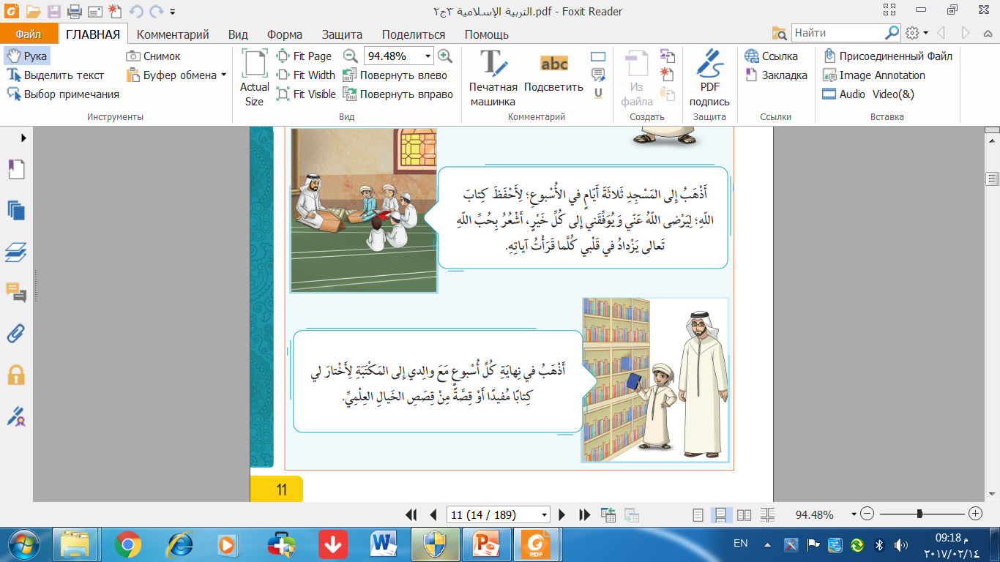 التربية الإسلامية ٣ج٢.pdf - Foxit Reader
Файл ГЛАВНАЯ Комментарий Вид Форма Защита Поделиться Помощь Найти
Рука
Выделить текст
Выбор примечания
Снимок
Буфер обмена
Инструменты
Actual Size
Fit Page
Fit Width
Fit Visible
94.48%
Повернуть влево
Повернуть вправо
Вид
Печатная машинка
abc
Подсветить
U
Комментарий
Из файла
Создать
PDF подпись
Защита
Ссылка
Закладка
Ссылки
Присоединенный Файл
Image Annotation
Audio Video(&)
Вставка
أَذْهَبُ إِلى المَسْجِدِ ثَلاثَةَ أَيّامٍ في الأُسْبوعِ؛ لِأَحْفَظَ كِتابَ
اللّهِ؛ لِيَرْضى اللّهُ عَنّي وَيُوَفِّقَني إِلى كُلِّ خَيْرٍ، أَشْعُرُ بِحُبِّ اللّهِ
تَعالى يَزْدادُ في قَلْبي كُلَّما قَرَأْتُ آياتِهِ.
أَذْهَبُ في نِهايَةِ كُلِّ أُسْبوعٍ مَعَ والِدي إِلى المَكْتَبَةِ لِأَخْتارَ لي
كِتابًا مُفيدًا أَوْ قِصَّةً مِنْ قِصَصِ الخَيالِ العِلْمِيِّ.
11
11 (14 / 189)
94.48%
EN
09:18 م
٢٠١٧/٠٢/١٤